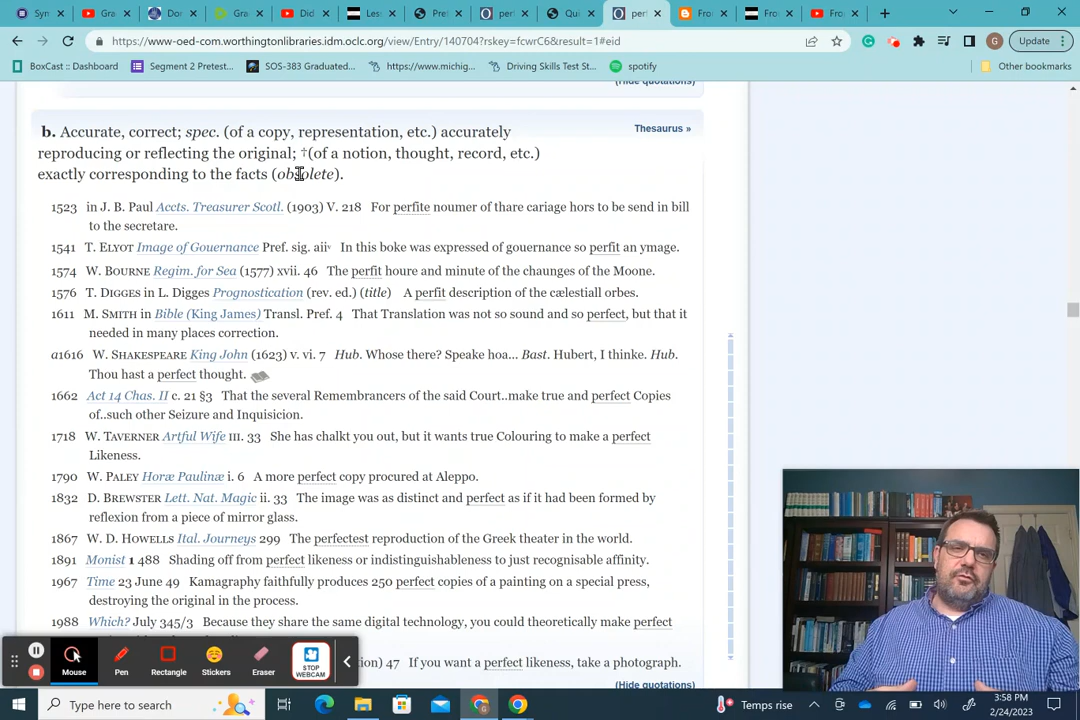 Syn
Gra
Dor
Gra
Did
Less
Pre
perf
Qui
perf
Fro
Fro
Fro
https://www-oed-com.worthingtonlibraries.idm.oclc.org/view/Entry/140704?rskey=fcwrC6&result=1#eid
G
Update
BoxCast :: Dashboard
Segment 2 Pretest...
SOS-383 Graduated...
https://www.michig...
Driving Skills Test St...
spotify
Other bookmarks
(Hide quotations)
b. Accurate, correct; spec. (of a copy, representation, etc.) accurately
Thesaurus »
reproducing or reflecting the original; †(of a notion, thought, record, etc.)
exactly corresponding to the facts (obsolete).
1523 in J. B. Paul Accts. Treasurer Scotl. (1903) V. 218 For perfite noumer of thare cariage hors to be send in bill
to the secretare.
1541 T. ELYOT Image of Gouernance Pref. sig. aiiv In this boke was expressed of gouernance so perfit an ymage.
1574 W. BOURNE Regim. for Sea (1577) xvii. 46 The perfit houre and minute of the chaunges of the Moone.
1576 T. DIGGES in L. Digges Prognostication (rev. ed.) (title) A perfit description of the cælestiall orbes.
1611 M. SMITH in Bible (King James) Transl. Pref. 4 That Translation was not so sound and so perfect, but that it
needed in many places correction.
a1616 W. SHAKESPEARE King John (1623) v. vi. 7 Hub. Whose there? Speake hoa... Bast. Hubert, I thinke. Hub.
Thou hast a perfect thought.
1662 Act 14 Chas. II c. 21 §3 That the several Remembrancers of the said Court..make true and perfect Copies
of..such other Seizure and Inquisicion.
1718 W. TAVERNER Artful Wife III. 33 She has chalkt you out, but it wants true Colouring to make a perfect
Likeness.
1790 W. PALEY Horæ Paulinæ i. 6 A more perfect copy procured at Aleppo.
1832 D. BREWSTER Lett. Nat. Magic ii. 33 The image was as distinct and perfect as if it had been formed by
reflexion from a piece of mirror glass.
1867 W. D. HOWELLS Ital. Journeys 299 The perfectest reproduction of the Greek theater in the world.
1891 Monist 1 488 Shading off from perfect likeness or indistinguishableness to just recognisable affinity.
1967 Time 23 June 49 Kamagraphy faithfully produces 250 perfect copies of a painting on a special press,
destroying the original in the process.
1988 Which? July 345/3 Because they share the same digital technology, you could theoretically make perfect
47 If you want a perfect likeness, take a photograph.
(Hide quotations)
Mouse
Pen
Rectangle
Stickers
Eraser
STOP
WEBCAM
Type here to search
Temps rise
3:58 PM
2/24/2023